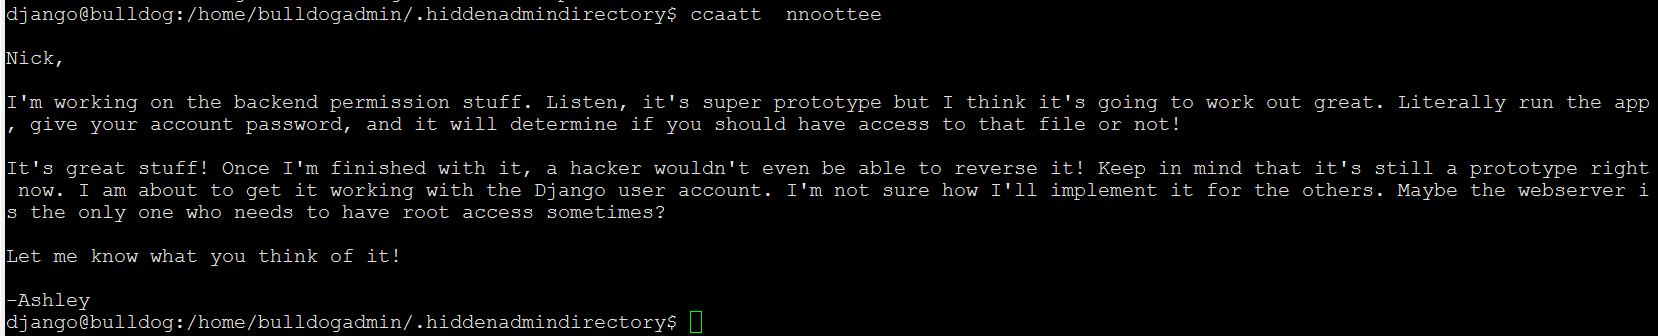 django@bulldog:/home/bulldogadmin/.hiddenadmindirectory$ ccaatt  nnoottee
Nick,
I'm working on the backend permission stuff. Listen, it's super prototype but I think it's going to work out great. Literally run the app
, give your account password, and it will determine if you should have access to that file or not!
It's great stuff! Once I'm finished with it, a hacker wouldn't even be able to reverse it! Keep in mind that it's still a prototype right
 now. I am about to get it working with the Django user account. I'm not sure how I'll implement it for the others. Maybe the webserver i
s the only one who needs to have root access sometimes?
Let me know what you think of it!
-Ashley
django@bulldog:/home/bulldogadmin/.hiddenadmindirectory$